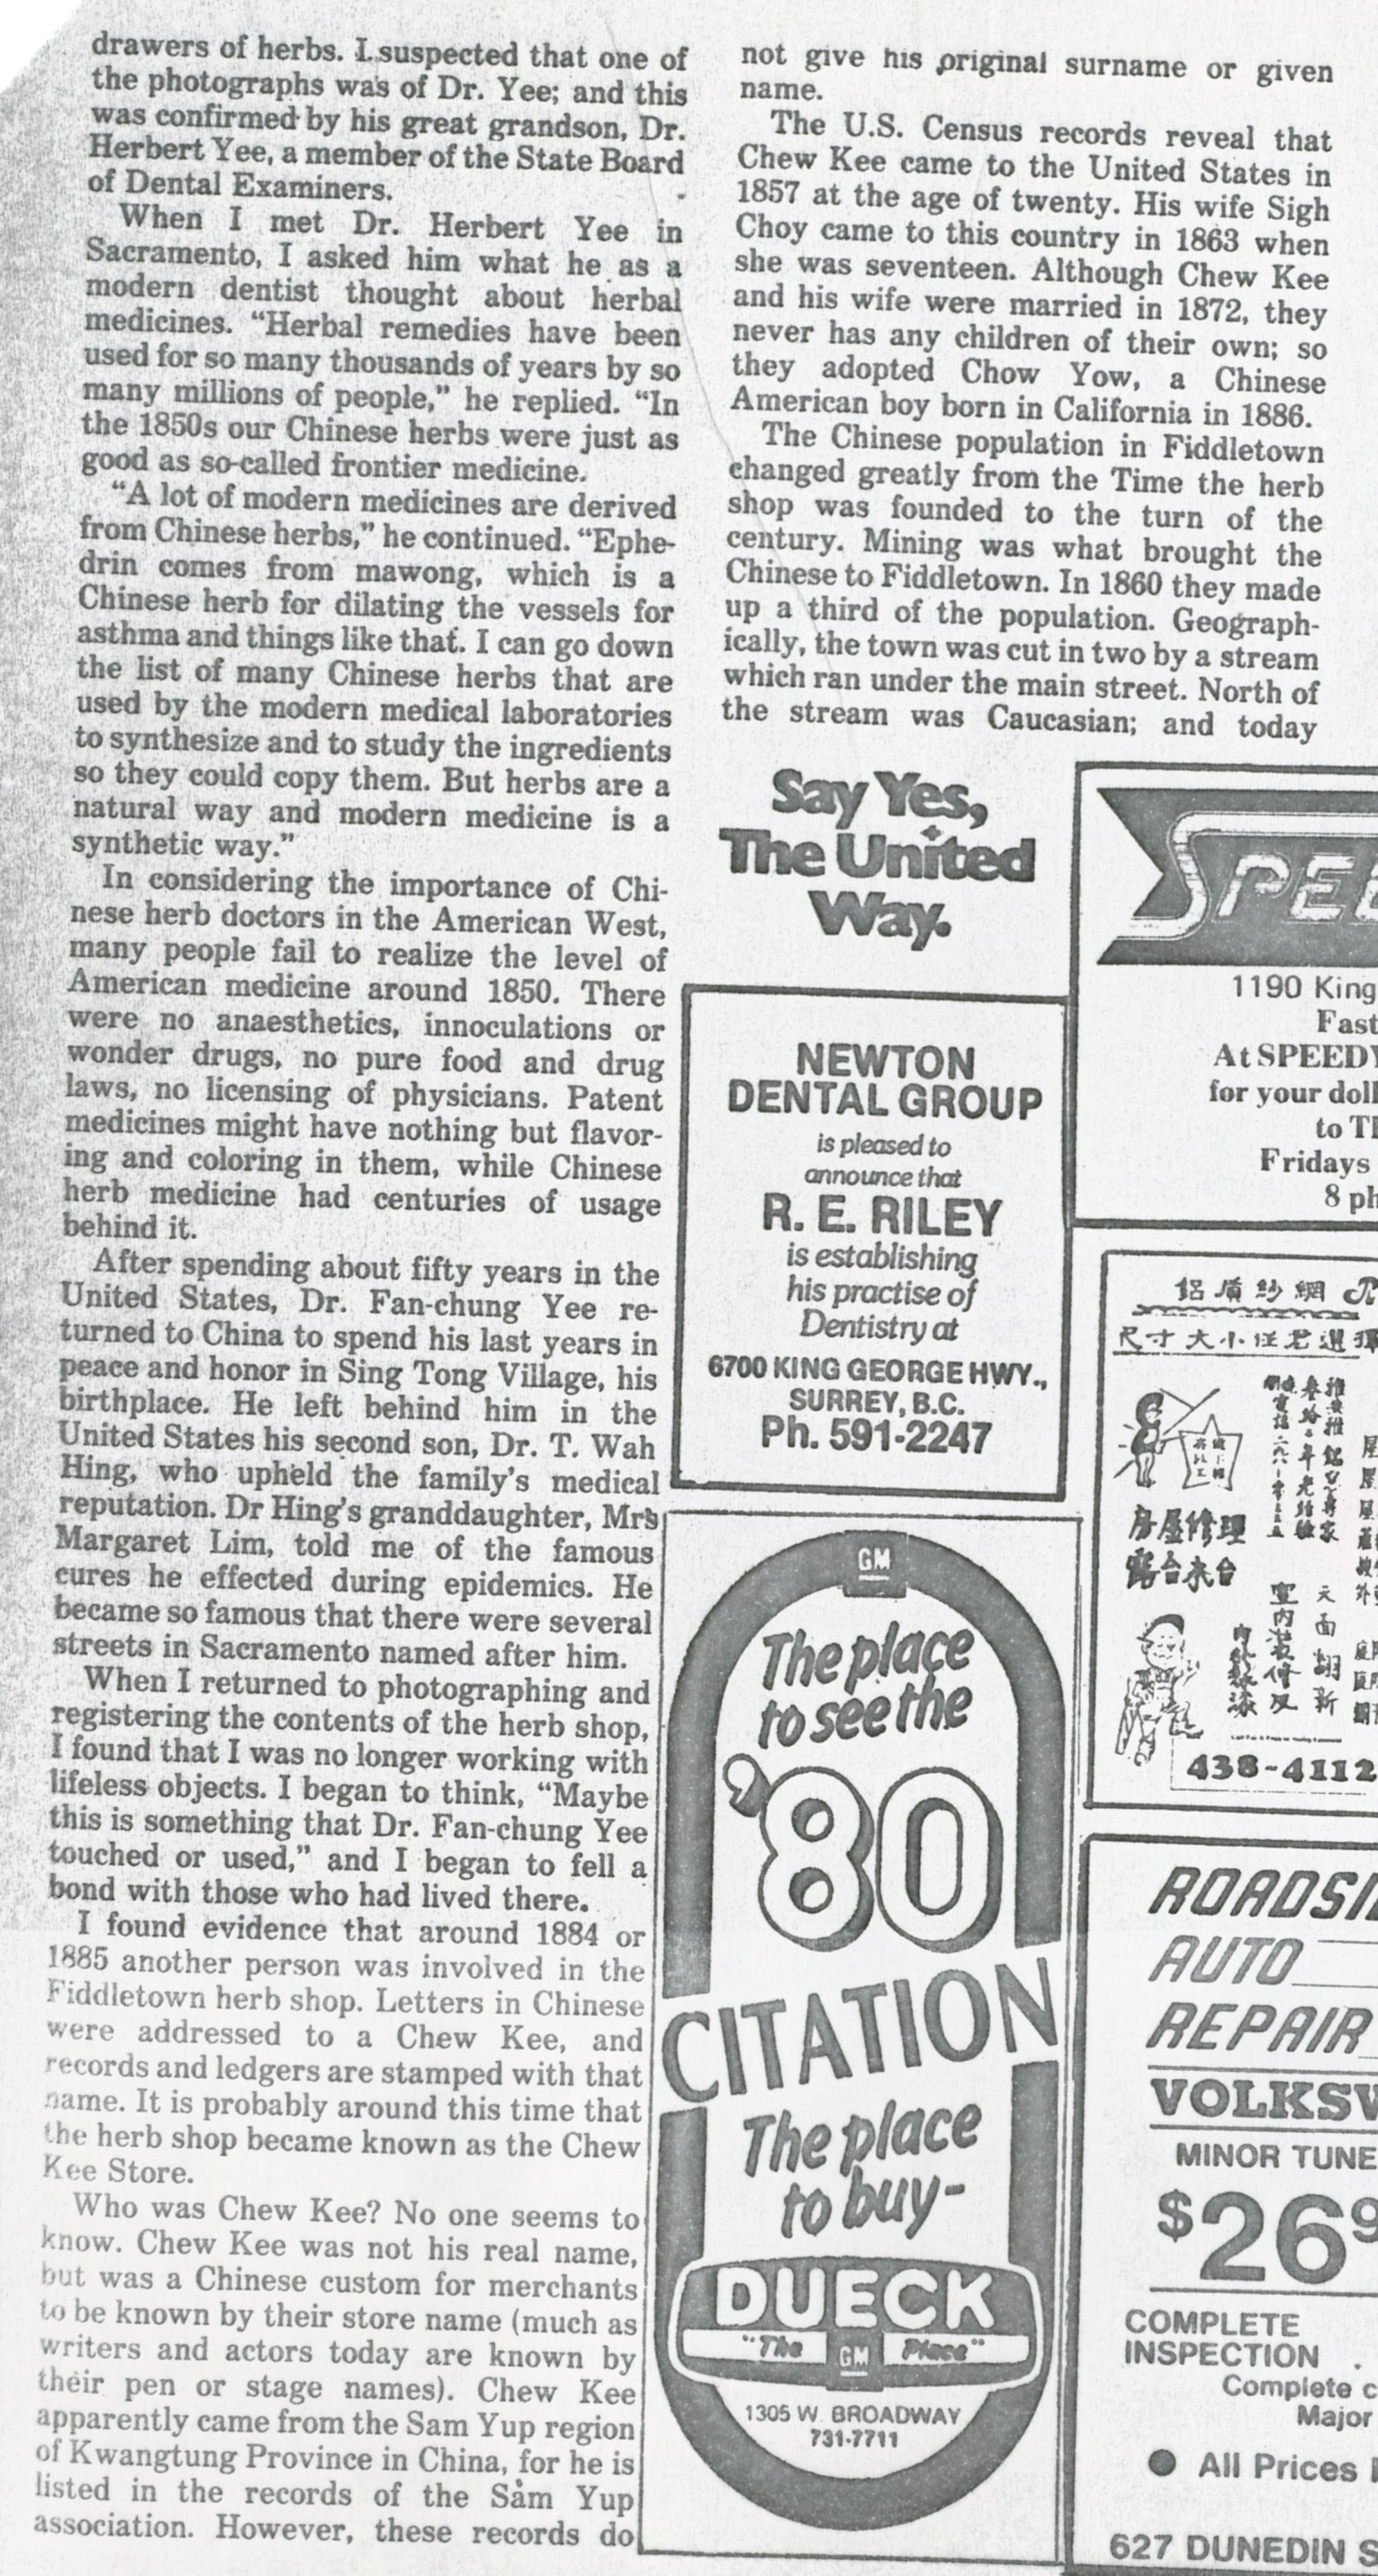 drawers of herbs. I suspected that one of
the photographs was of Dr. Yee; and this
was confirmed by his great grandson, Dr.
Herbert Yee, a member of the State Board
of Dental Examiners.
When I met Dr. Herbert Yee in
Sacramento, I asked him what he as a
modern dentist thought about herbal
medicines. “Herbal remedies have been
used for so many thousands of years by so
many millions of people,” he replied. “In
the 1850s our Chinese herbs were just as
good as so-called frontier medicine.
“A lot of modern medicines are derived
from Chinese herbs,” he continued. “Ephe-
drin comes from mawong, which is a
Chinese herb for dilating the vessels for
asthma and things like that. I can go down
the list of many Chinese herbs that are
used by the modern medical laboratories
to synthesize and to study the ingredients
so they could copy them. But herbs are a
natural way and modern medicine is a
synthetic way.”
In considering the importance of Chi-
nese herb doctors in the American West,
many people fail to realize the level of
American medicine around 1850. There
were no anaesthetics, innoculations or
wonder drugs, no pure food and drug
laws, no licensing of physicians. Patent
medicines might have nothing but flavor-
ing and coloring in them, while Chinese
herb medicine had centuries of usage
behind it.
After spending about fifty years in the
United States, Dr. Fan-chung Yee re-
turned to China to spend his last years in
peace and honor in Sing Tong Village, his
birthplace. He left behind him in the
United States his second son, Dr. T. Wah
Hing, who upheld the family's medical
reputation. Dr Hing's granddaughter, Mrs
Margaret Lim, told me of the famous
cures he effected during epidemics. He
became so famous that there were several
streets in Sacramento named after him.
When I returned to photographing and
registering the contents of the herb shop,
I found that I was no longer working with
lifeless objects. I began to think, “Maybe
this is something that Dr. Fan-chung Yee
touched or used,” and I began to fell a
bond with those who had lived there.
I found evidence that around 1884 or
1885 another person was involved in the
Fiddletown herb shop. Letters in Chinese
were addressed to a Chew Kee, and
records and ledgers are stamped with that
name. It is probably around this time that
the herb shop became known as the Chew
Kee Store.
Who was Chew Kee? No one seems to
know. Chew Kee was not his real name,
but was a Chinese custom for merchants
to be known by their store name (much as
writers and actors today are known by
their pen or stage names). Chew Kee
apparently came from the Sam Yup region
of Kwangtung Province in China, for he is
listed in the records of the Sam Yup
association. However, these records do
not give his original surname or given
name.
The U.S. Census records reveal that
Chew Kee came to the United States in
1857 at the age of twenty. His wife Sigh
Choy came to this country in 1863 when
she was seventeen. Although Chew Kee
and his wife were married in 1872, they
never has any children of their own; so
they adopted Chow Yow, a Chinese
American boy born in California in 1886.
The Chinese population in Fiddletown
changed greatly from the Time the herb
shop was founded to the turn of the
century. Mining was what brought the
Chinese to Fiddletown. In 1860 they made
up a third of the population. Geograph-
ically, the town was cut in two by a stream
which ran under the main street. North of
the stream was Caucasian; and today
Say Yes,
The United
Way.
NEWTON
DENTAL GROUP
is pleased to
announce that
R. E. RILEY
is establishing
his practise of
Dentistry at
6700 KING GEORGE HWY.,
SURREY, B.C.
Ph. 591-2247
GM
The place
to see the
'80
CITATION
The place
to buy-
DUECK
"The GM Place"
1305 W. BROADWAY
731-7711
SPEE
1190 King
Fast
At SPEEDY
for your doll
to T
Fridays
8 ph
鋁質紗網
尺寸大小任君選擇
房屋修理
露台夾台
室內裝修及
天面翻新
438-4112
ROADSI
AUTO
REPAIR
VOLKSW
MINOR TUNE
$269
COMPLETE
INSPECTION .
Complete c
Major
● All Prices
627 DUNEDIN S